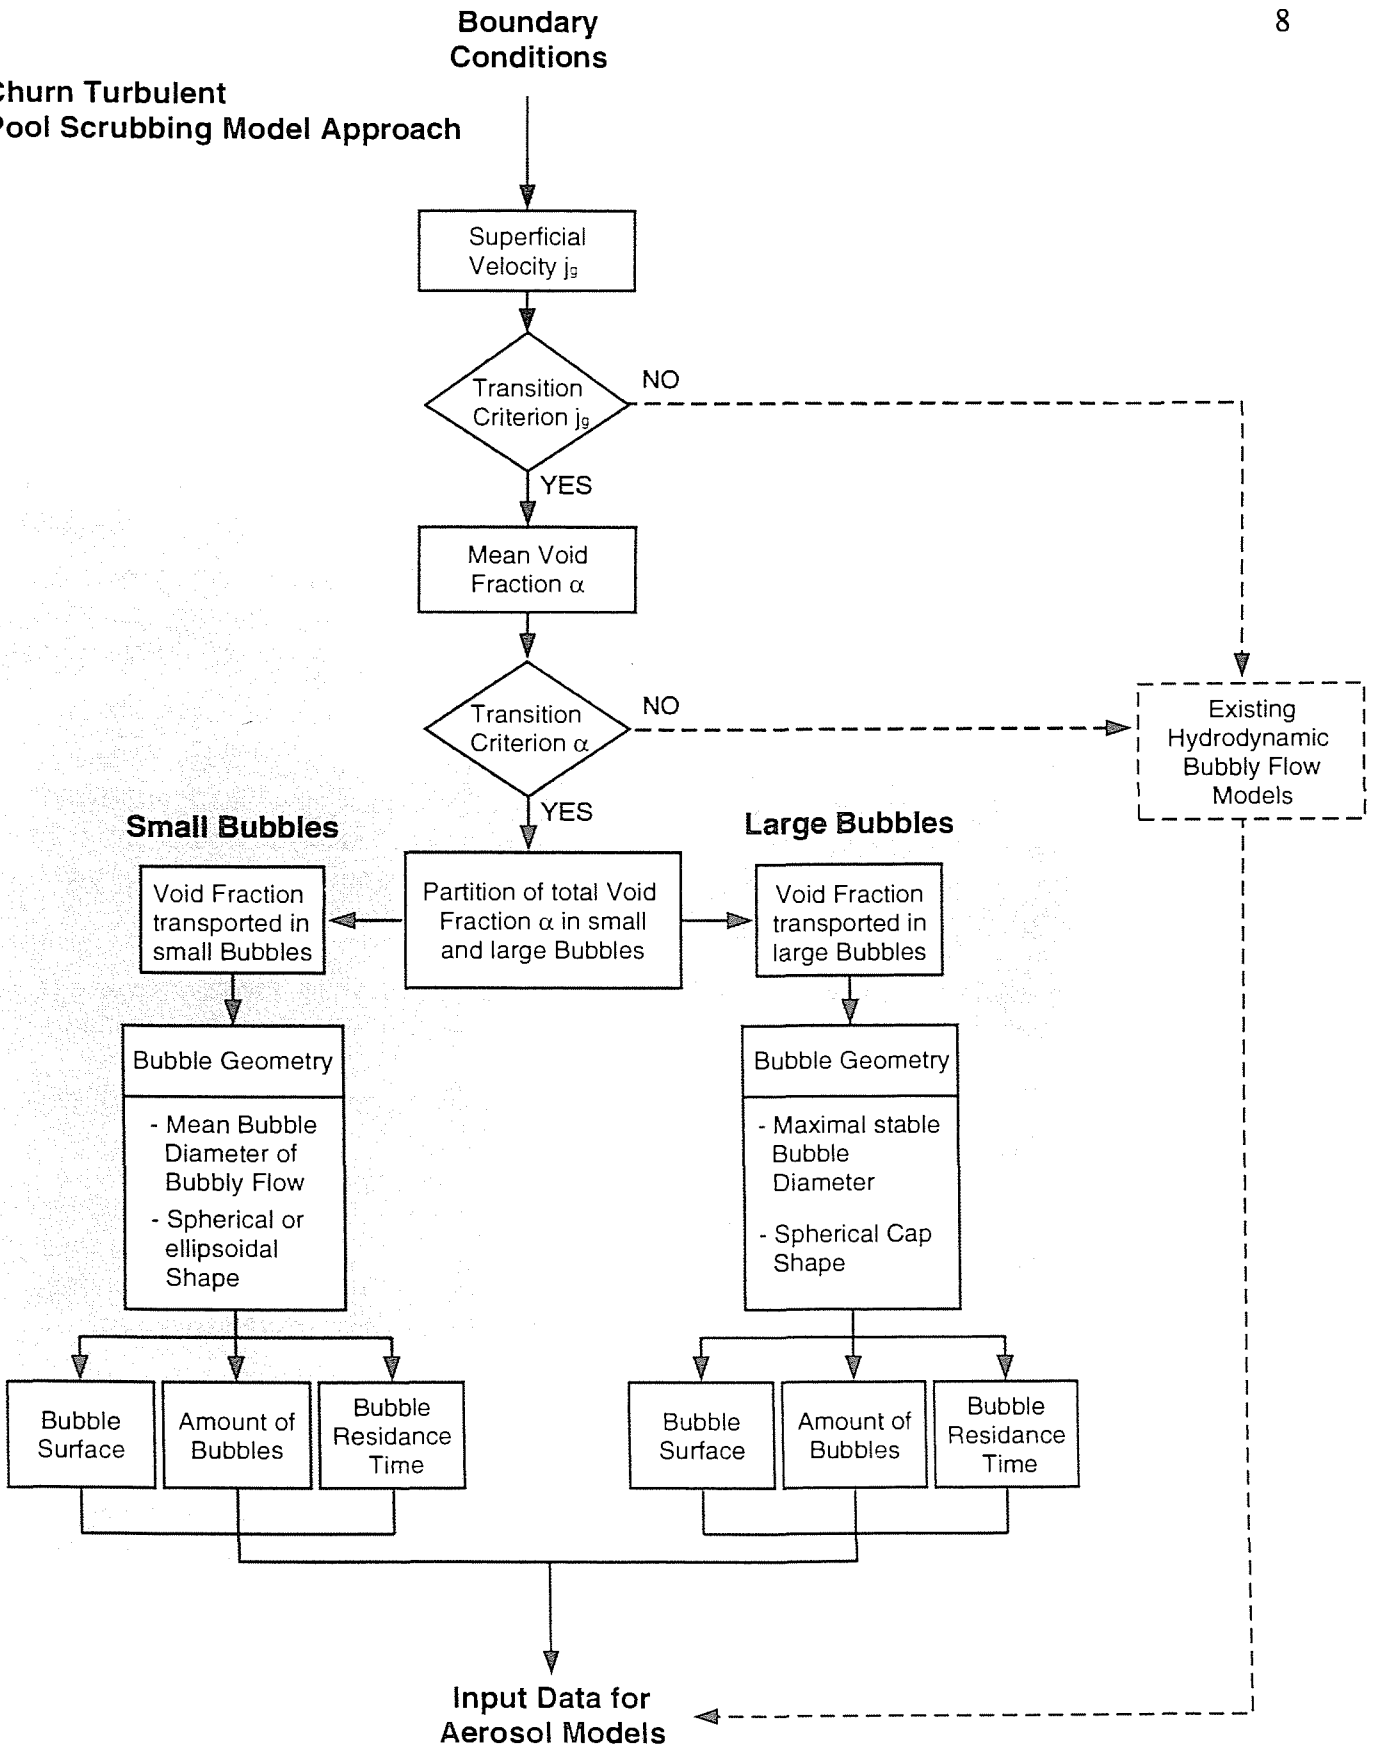 Boundary
Conditions
8
Churn Turbulent
Pool Scrubbing Model Approach
Superficial
Velocity jg
Transition
Criterion jg
NO
YES
Mean Void
Fraction α
Transition
Criterion α
NO
YES
Existing
Hydrodynamic
Bubbly Flow
Models
Small Bubbles
Large Bubbles
Void Fraction
transported in
small Bubbles
Partition of total Void
Fraction α in small
and large Bubbles
Void Fraction
transported in
large Bubbles
Bubble Geometry
- Mean Bubble
Diameter of
Bubbly Flow
- Spherical or
ellipsoidal
Shape
Bubble Geometry
- Maximal stable
Bubble
Diameter
- Spherical Cap
Shape
Bubble
Surface
Amount of
Bubbles
Bubble
Residance
Time
Bubble
Surface
Amount of
Bubbles
Bubble
Residance
Time
Input Data for
Aerosol Models